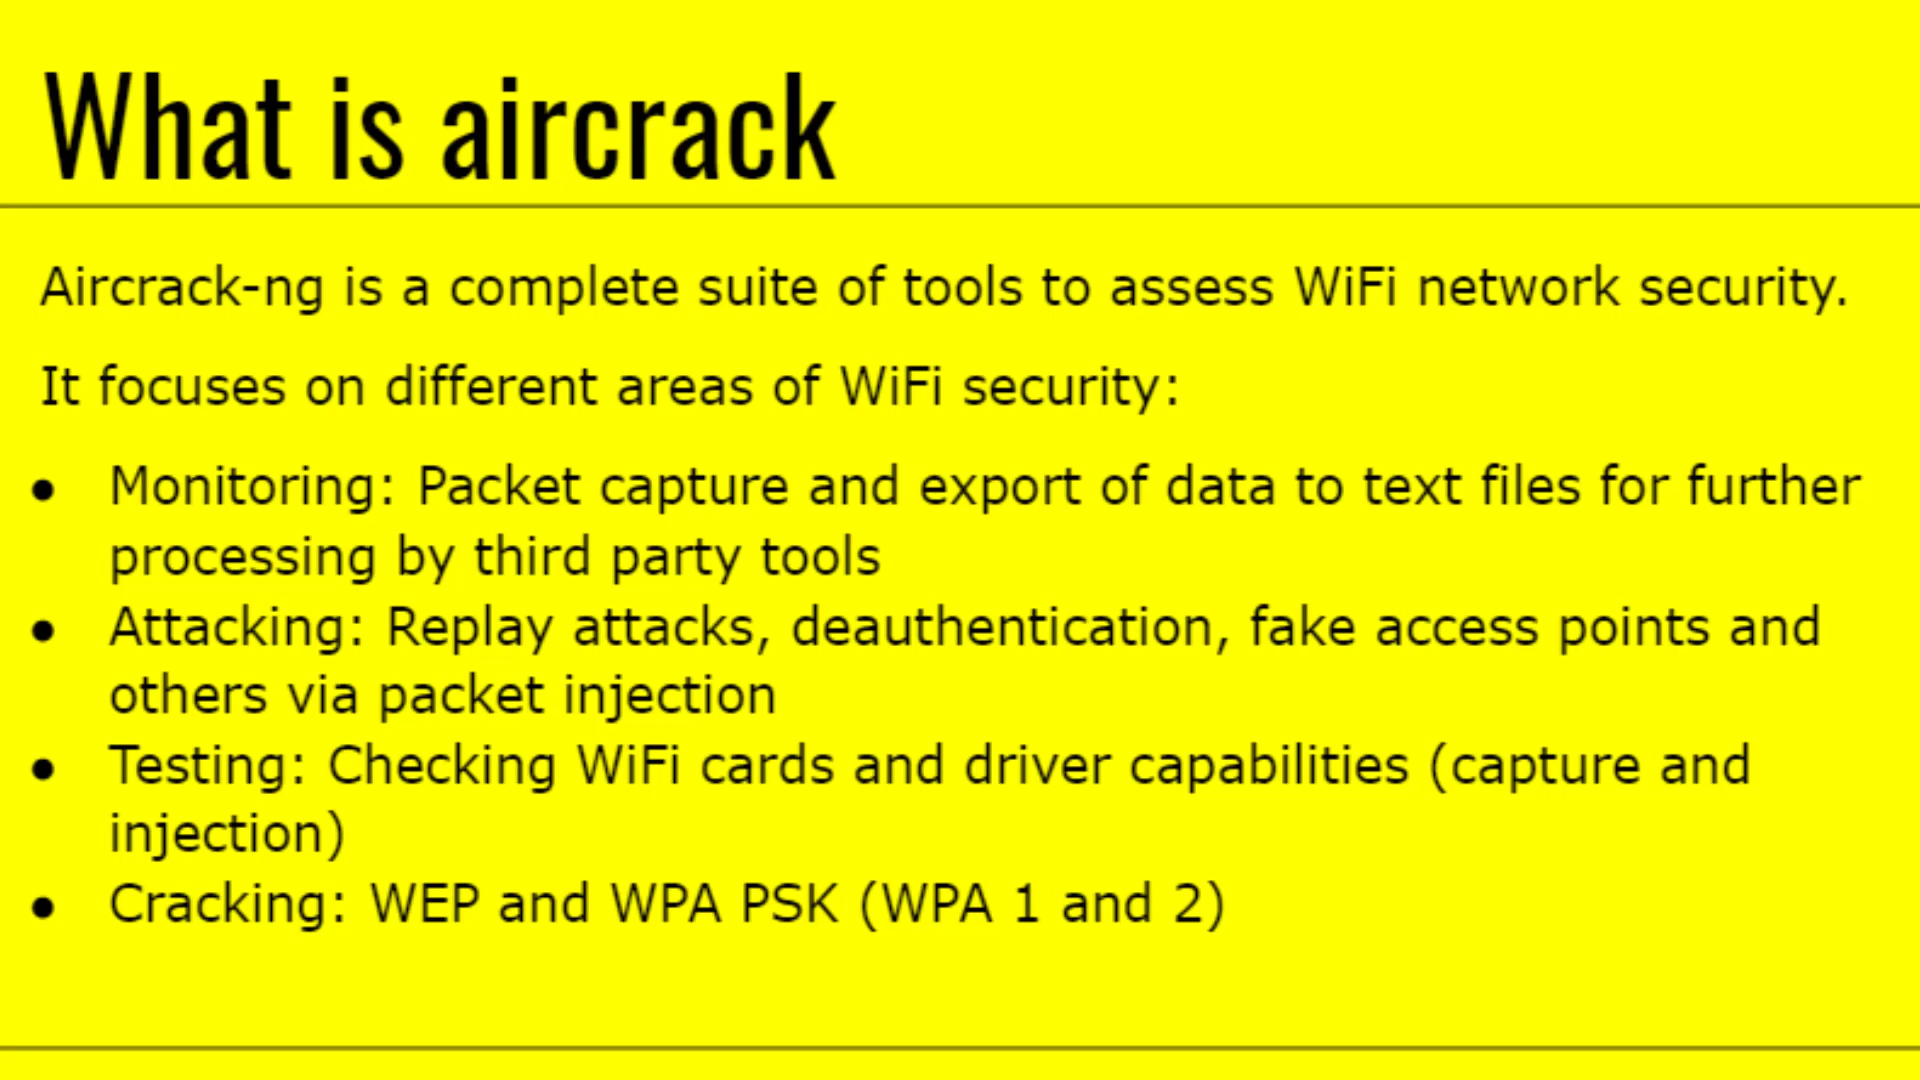 What is aircrack
Aircrack-ng is a complete suite of tools to assess WiFi network security.
It focuses on different areas of WiFi security:
● Monitoring: Packet capture and export of data to text files for further
processing by third party tools
● Attacking: Replay attacks, deauthentication, fake access points and
others via packet injection
● Testing: Checking WiFi cards and driver capabilities (capture and
injection)
● Cracking: WEP and WPA PSK (WPA 1 and 2)